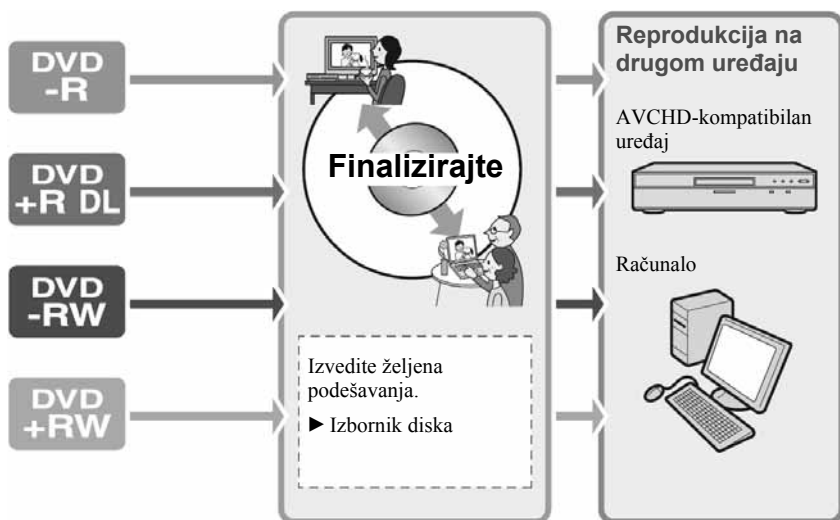 DVD
-R
DVD
+R DL
DVD
-RW
DVD
+RW
Finalizirajte
Izvedite željena
podešavanja.
► Izbornik diska
Reprodukcija na
drugom uređaju
AVCHD-kompatibilan
uređaj
Računalo